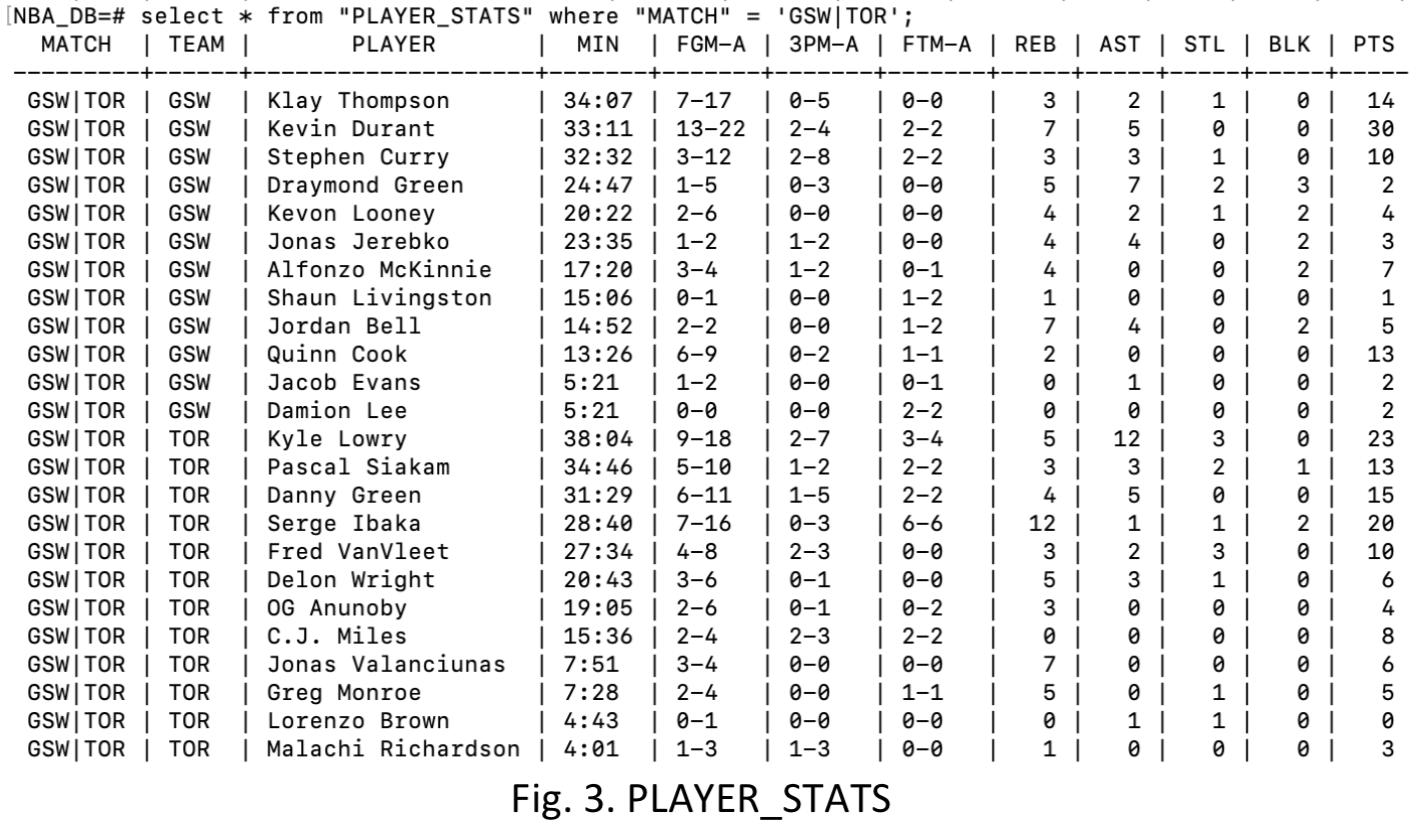 [NBA_DB=# select * from "PLAYER_STATS" where "MATCH" = 'GSW|TOR';
MATCH | TEAM | PLAYER | MIN | FGM-A | 3PM-A | FTM-A | REB | AST | STL | BLK | PTS
---------+------+--------------------+-------+-------+-------+-------+-----+-----+-----+-----+-----
GSW|TOR | GSW | Klay Thompson | 34:07 | 7-17 | 0-5 | 0-0 | 3 | 2 | 1 | 0 | 14
GSW|TOR | GSW | Kevin Durant | 33:11 | 13-22 | 2-4 | 2-2 | 7 | 5 | 0 | 0 | 30
GSW|TOR | GSW | Stephen Curry | 32:32 | 3-12 | 2-8 | 2-2 | 3 | 3 | 1 | 0 | 10
GSW|TOR | GSW | Draymond Green | 24:47 | 1-5 | 0-3 | 0-0 | 5 | 7 | 2 | 3 | 2
GSW|TOR | GSW | Kevon Looney | 20:22 | 2-6 | 0-0 | 0-0 | 4 | 2 | 1 | 2 | 4
GSW|TOR | GSW | Jonas Jerebko | 23:35 | 1-2 | 1-2 | 0-0 | 4 | 4 | 0 | 2 | 3
GSW|TOR | GSW | Alfonzo McKinnie | 17:20 | 3-4 | 1-2 | 0-1 | 4 | 0 | 0 | 2 | 7
GSW|TOR | GSW | Shaun Livingston | 15:06 | 0-1 | 0-0 | 1-2 | 1 | 0 | 0 | 0 | 1
GSW|TOR | GSW | Jordan Bell | 14:52 | 2-2 | 0-0 | 1-2 | 7 | 4 | 0 | 2 | 5
GSW|TOR | GSW | Quinn Cook | 13:26 | 6-9 | 0-2 | 1-1 | 2 | 0 | 0 | 0 | 13
GSW|TOR | GSW | Jacob Evans | 5:21 | 1-2 | 0-0 | 0-1 | 0 | 1 | 0 | 0 | 2
GSW|TOR | GSW | Damion Lee | 5:21 | 0-0 | 0-0 | 2-2 | 0 | 0 | 0 | 0 | 2
GSW|TOR | TOR | Kyle Lowry | 38:04 | 9-18 | 2-7 | 3-4 | 5 | 12 | 3 | 0 | 23
GSW|TOR | TOR | Pascal Siakam | 34:46 | 5-10 | 1-2 | 2-2 | 3 | 3 | 2 | 1 | 13
GSW|TOR | TOR | Danny Green | 31:29 | 6-11 | 1-5 | 2-2 | 4 | 5 | 0 | 0 | 15
GSW|TOR | TOR | Serge Ibaka | 28:40 | 7-16 | 0-3 | 6-6 | 12 | 1 | 1 | 2 | 20
GSW|TOR | TOR | Fred VanVleet | 27:34 | 4-8 | 2-3 | 0-0 | 3 | 2 | 3 | 0 | 10
GSW|TOR | TOR | Delon Wright | 20:43 | 3-6 | 0-1 | 0-0 | 5 | 3 | 1 | 0 | 6
GSW|TOR | TOR | OG Anunoby | 19:05 | 2-6 | 0-1 | 0-2 | 3 | 0 | 0 | 0 | 4
GSW|TOR | TOR | C.J. Miles | 15:36 | 2-4 | 2-3 | 2-2 | 0 | 0 | 0 | 0 | 8
GSW|TOR | TOR | Jonas Valanciunas | 7:51 | 3-4 | 0-0 | 0-0 | 7 | 0 | 0 | 0 | 6
GSW|TOR | TOR | Greg Monroe | 7:28 | 2-4 | 0-0 | 1-1 | 5 | 0 | 1 | 0 | 5
GSW|TOR | TOR | Lorenzo Brown | 4:43 | 0-1 | 0-0 | 0-0 | 0 | 1 | 1 | 0 | 0
GSW|TOR | TOR | Malachi Richardson | 4:01 | 1-3 | 1-3 | 0-0 | 1 | 0 | 0 | 0 | 3
Fig. 3. PLAYER_STATS